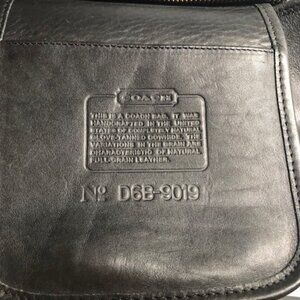 COACH
THIS IS A COACH BAG. IT WAS
HANDCRAFTED IN THE UNITED
STATES OF COMPLETELY NATURAL
GLOVE-TANNED COWHIDE. THE
VARIATIONS IN THE GRAIN ARE
CHARACTERISTIC OF NATURAL
FULL-GRAIN LEATHER.
Nº D6B-9019